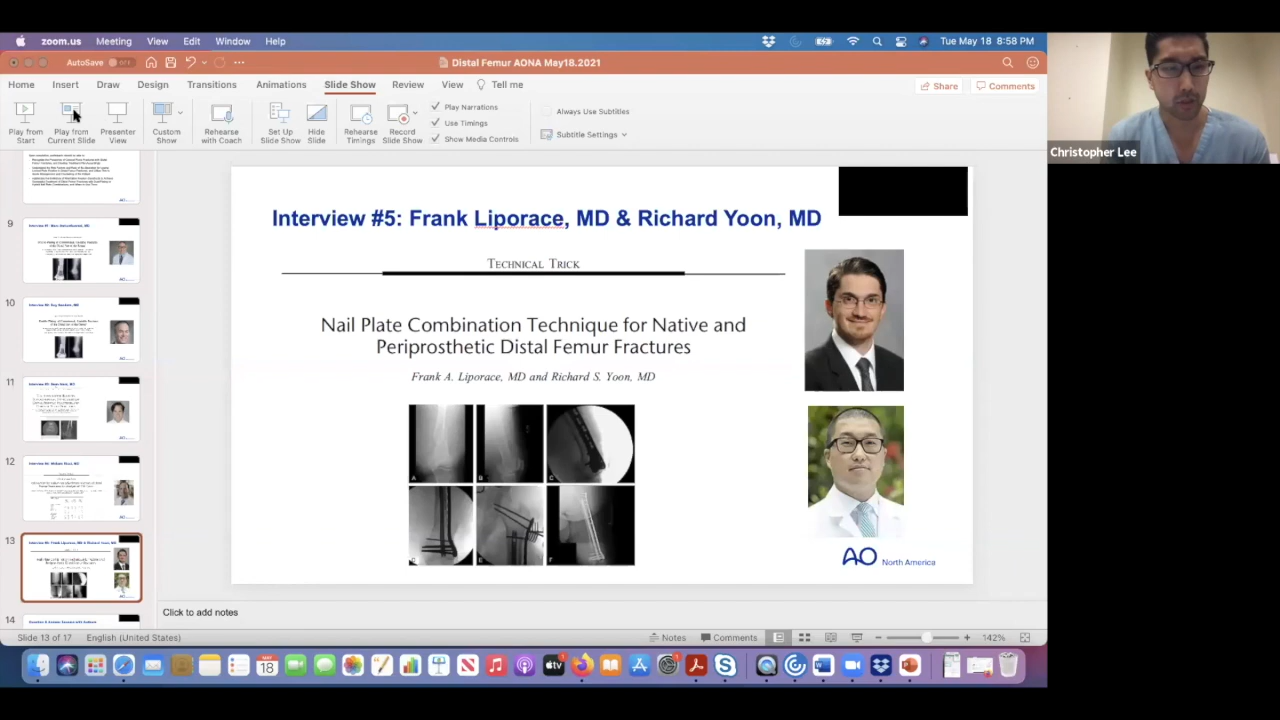 zoom.us Meeting View Edit Window Help Tue May 18 8:58 PM
AutoSave OFF Distal Femur AONA May18.2021
Home Insert Draw Design Transitions Animations Slide Show Review View Tell me Share Comments
Play from Start
Play from Current Slide
Presenter View
Custom Show
Rehearse with Coach
Set Up Slide Show
Hide Slide
Rehearse Timings
Record Slide Show
Play Narrations
Use Timings
Show Media Controls
Always Use Subtitles
Subtitle Settings
9
10
11
12
13
14
Interview #5: Frank Liporace, MD & Richard Yoon, MD
TECHNICAL TRICK
Nail Plate Combination Technique for Native and
Periprosthetic Distal Femur Fractures
Frank A. Liporace, MD and Richard S. Yoon, MD
A B C
E F
AO North America
Click to add notes
Slide 13 of 17 English (United States) Notes Comments 142%
MAY
18
Christopher Lee